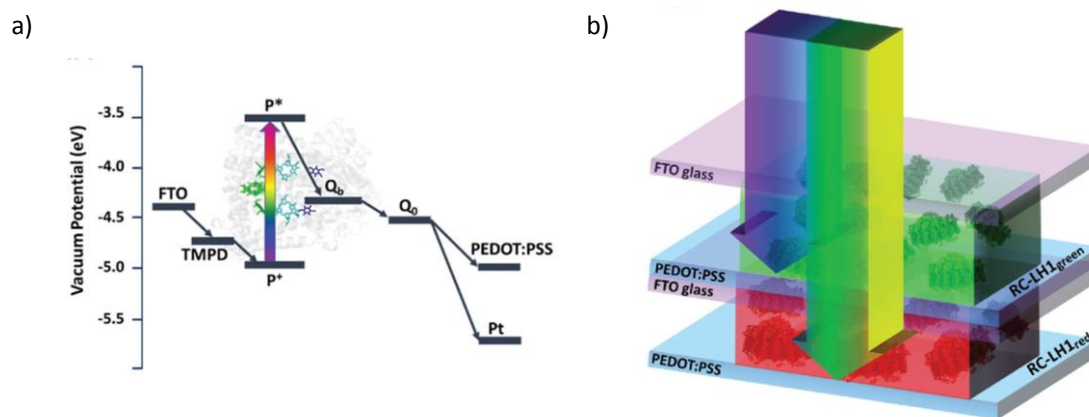 a)
b)
Vacuum Potential (eV)
-3.5
-4.0
-4.5
-5.0
-5.5
P*
FTO
Qb
Q0
TMPD
P+
PEDOT:PSS
Pt
FTO glass
PEDOT:PSS
FTO glass
RC-LH1green
PEDOT:PSS
RC-LH1red